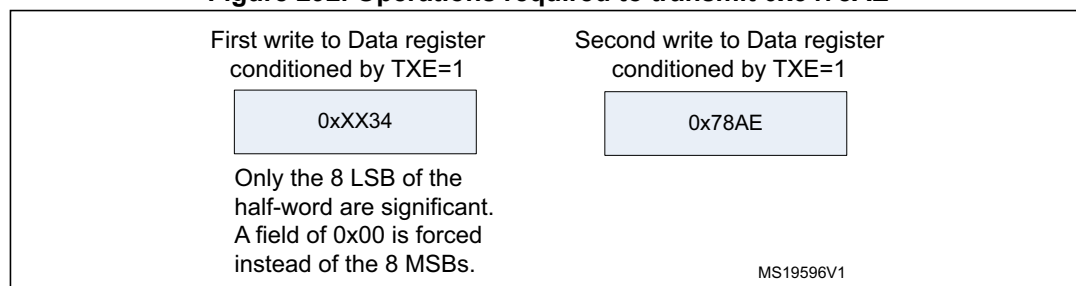 First write to Data register
conditioned by TXE=1
0xXX34
Only the 8 LSB of the
half-word are significant.
A field of 0x00 is forced
instead of the 8 MSBs.
Second write to Data register
conditioned by TXE=1
0x78AE
MS19596V1